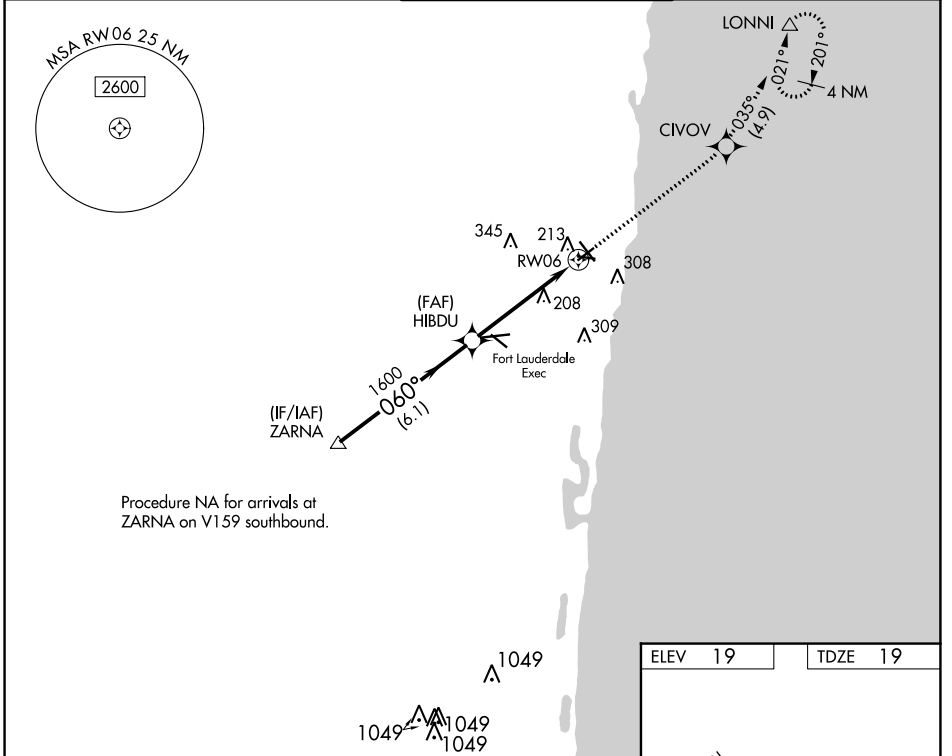 MSA RW06 25 NM
2600
LONNI
021°
201°
4 NM
035°
(4.9)
CIVOV
345
213
RW06
308
(FAF)
HIBDU
208
309
Fort Lauderdale
Exec
1600
060°
(6.1)
(IF/IAF)
ZARNA
Procedure NA for arrivals at
ZARNA on V159 southbound.
1049
1049
1049
1049
ELEV 19
TDZE 19